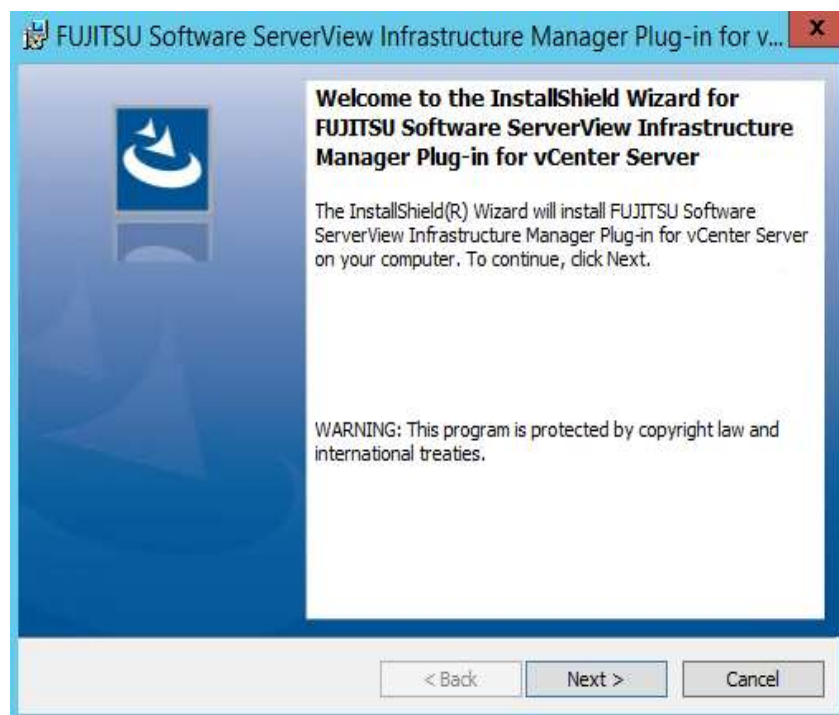 FUJITSU Software ServerView Infrastructure Manager Plug-in for v...
x
Welcome to the InstallShield Wizard for
FUJITSU Software ServerView Infrastructure
Manager Plug-in for vCenter Server
The InstallShield(R) Wizard will install FUJITSU Software
ServerView Infrastructure Manager Plug-in for vCenter Server
on your computer. To continue, click Next.
WARNING: This program is protected by copyright law and
international treaties.
< Back
Next >
Cancel